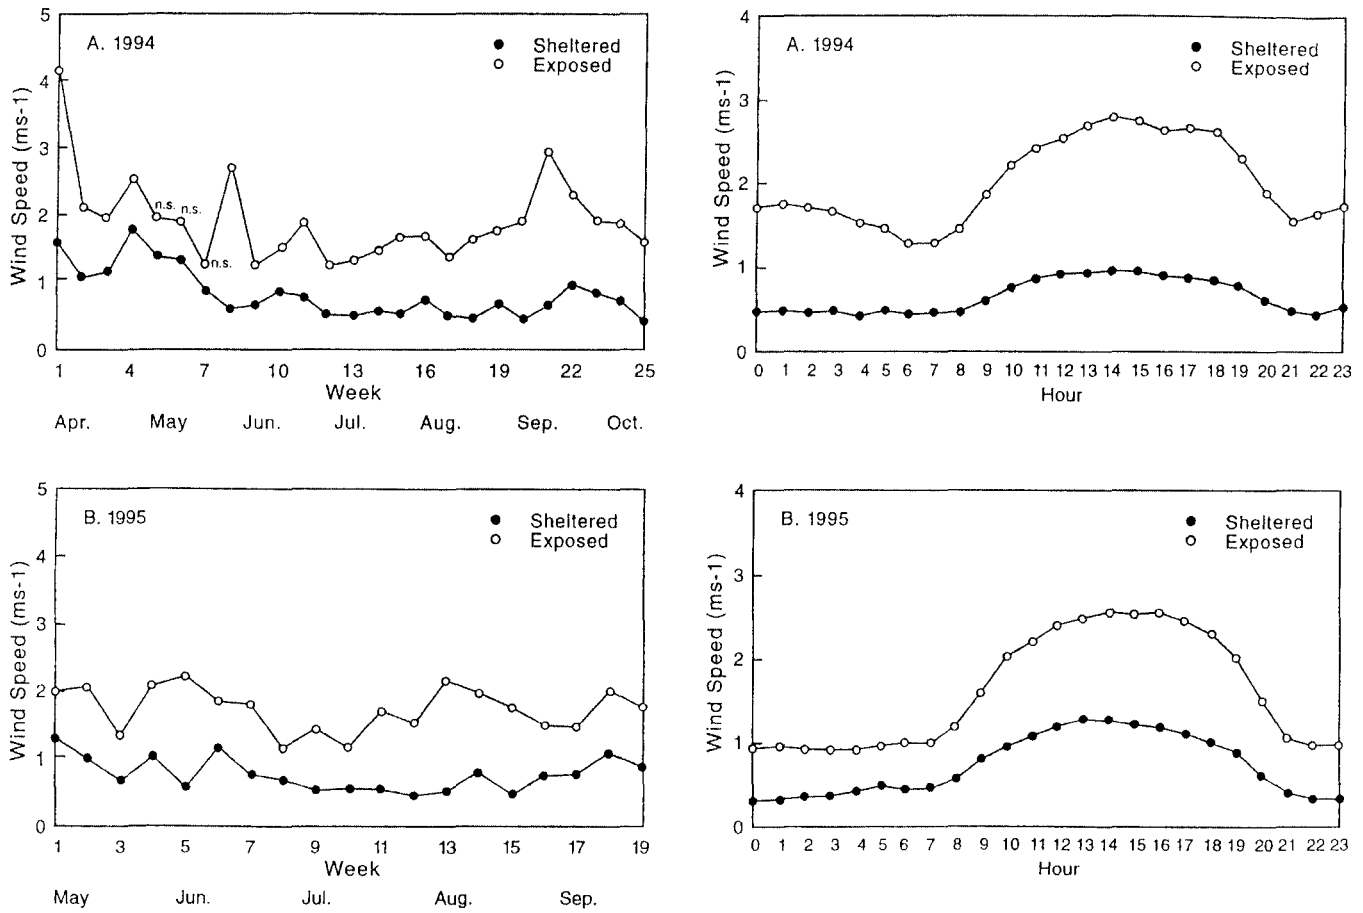 A. 1994
Sheltered
Exposed
Wind Speed (ms-1)
5
4
3
2
1
0
n.s.
n.s.
n.s.
1 4 7 10 13 16 19 22 25
Week
Apr. May Jun. Jul. Aug. Sep. Oct.
A. 1994
Sheltered
Exposed
Wind Speed (ms-1)
4
3
2
1
0
0 1 2 3 4 5 6 7 8 9 10 11 12 13 14 15 16 17 18 19 20 21 22 23
Hour
B. 1995
Sheltered
Exposed
Wind Speed (ms-1)
5
4
3
2
1
0
1 3 5 7 9 11 13 15 17 19
Week
May Jun. Jul. Aug. Sep.
B. 1995
Sheltered
Exposed
Wind Speed (ms-1)
4
3
2
1
0
0 1 2 3 4 5 6 7 8 9 10 11 12 13 14 15 16 17 18 19 20 21 22 23
Hour